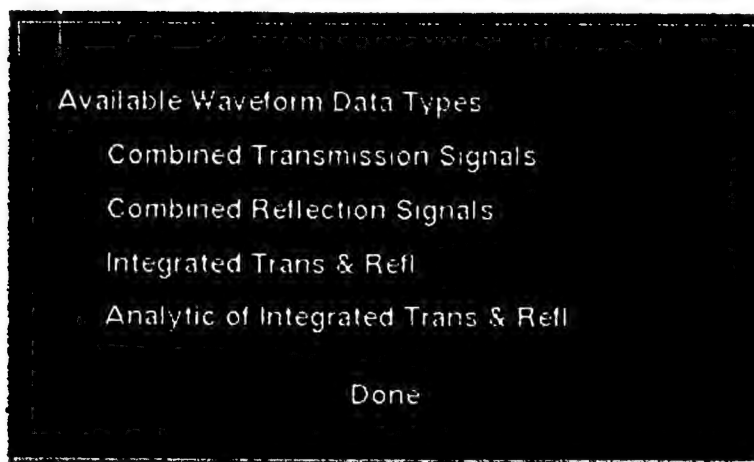 Available Waveform Data Types
Combined Transmission Signals
Combined Reflection Signals
Integrated Trans & Refl
Analytic of Integrated Trans & Refl
Done